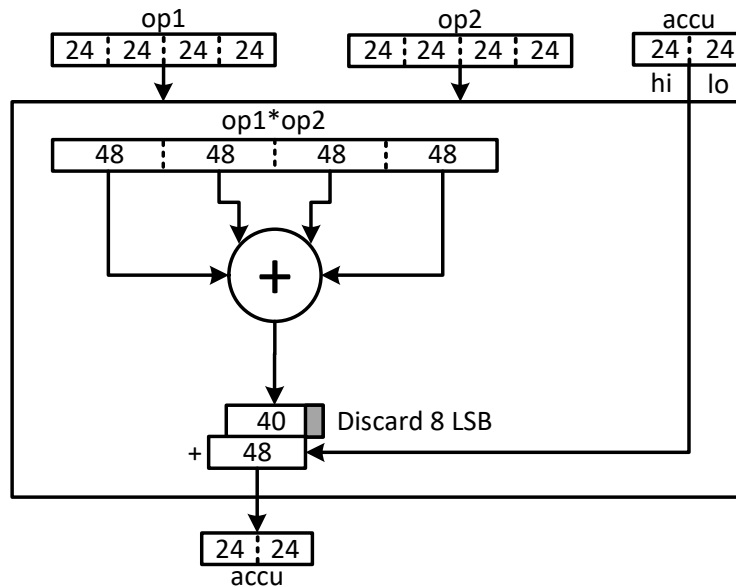 op1 op2 accu
24 24 24 24 24 24 24 24 24 24
hi lo
op1*op2
48 48 48 48
+
40 Discard 8 LSB
+ 48
24 24
accu